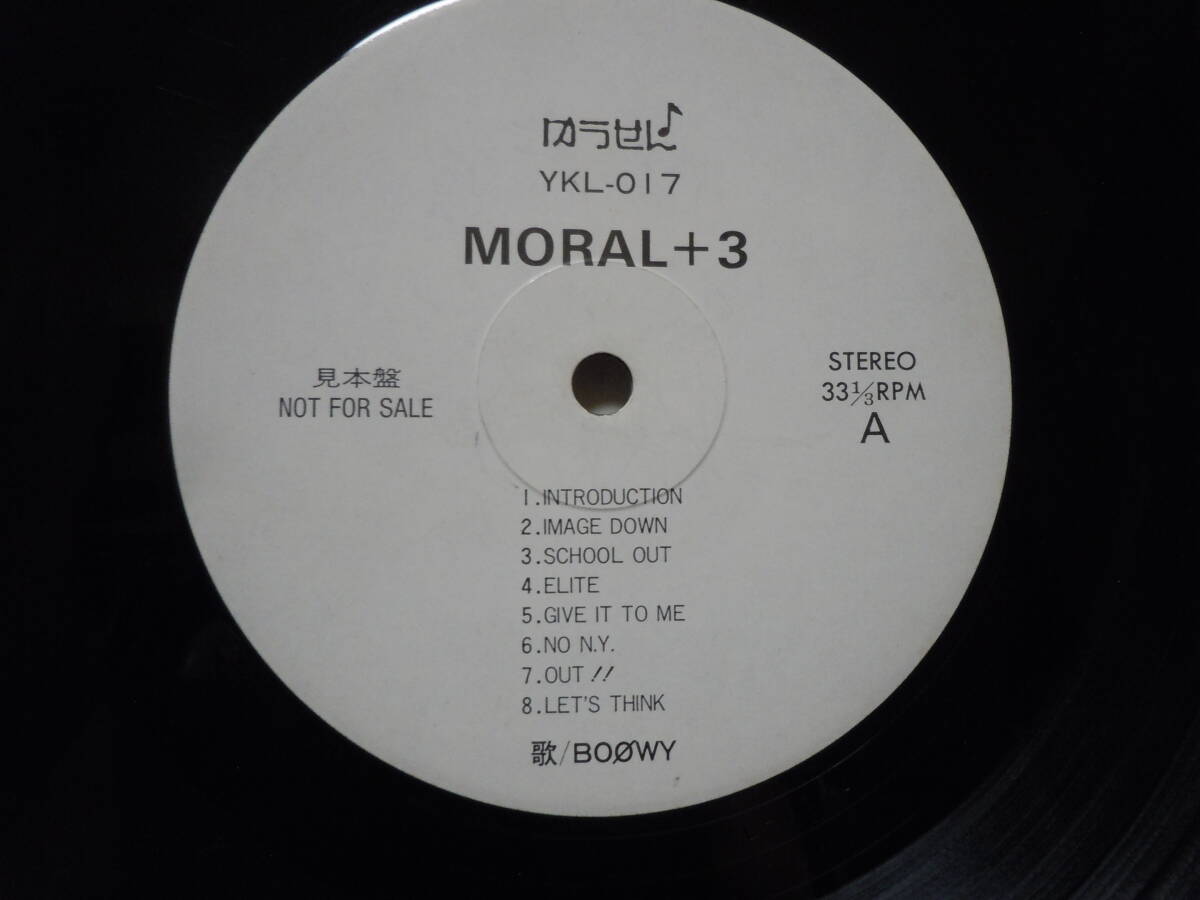 ゆうせん
YKL-017
MORAL+3
見本盤
NOT FOR SALE
STEREO
33⅓RPM
A
1.INTRODUCTION
2.IMAGE DOWN
3.SCHOOL OUT
4.ELITE
5.GIVE IT TO ME
6.NO N.Y.
7.OUT!!
8.LET'S THINK
歌/BOØWY